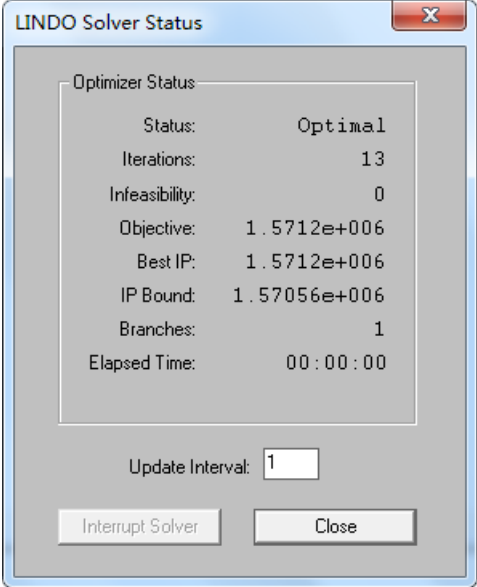 LINDO Solver Status
x
Optimizer Status
Status: Optimal
Iterations: 13
Infeasibility: 0
Objective: 1.5712e+006
Best IP: 1.5712e+006
IP Bound: 1.57056e+006
Branches: 1
Elapsed Time: 00:00:00
Update Interval: 1
Interrupt Solver Close